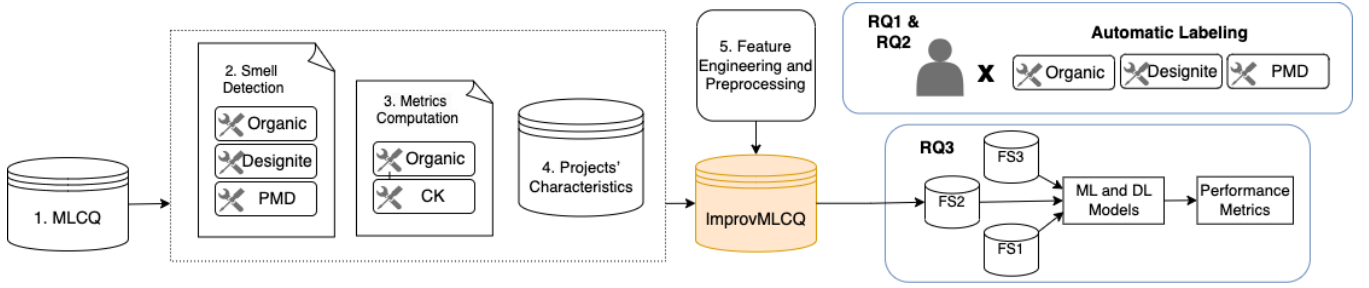 1. MLCQ
2. Smell
Detection
Organic
Designite
PMD
3. Metrics
Computation
Organic
CK
4. Projects'
Characteristics
5. Feature
Engineering and
Preprocessing
ImprovMLCQ
RQ1 &
RQ2
X
Automatic Labeling
Organic
Designite
PMD
RQ3
FS3
FS2
FS1
ML and DL
Models
Performance
Metrics